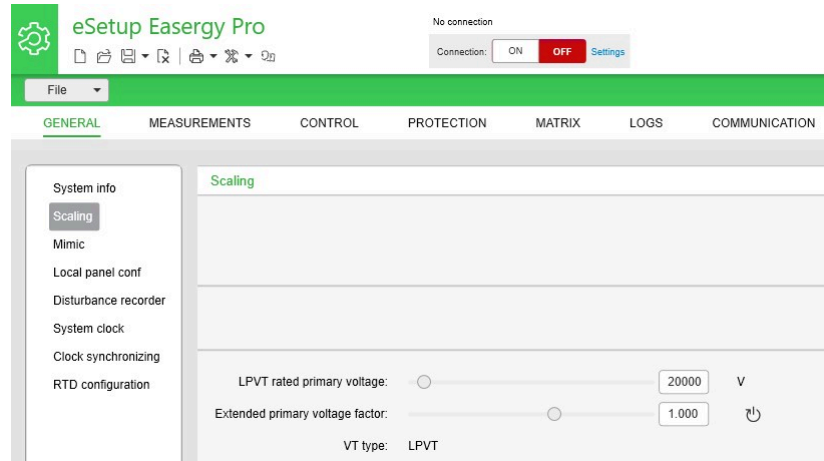 eSetup Easergy Pro
No connection
Connection: ON OFF Settings
File
GENERAL MEASUREMENTS CONTROL PROTECTION MATRIX LOGS COMMUNICATION
System info
Scaling
Mimic
Local panel conf
Disturbance recorder
System clock
Clock synchronizing
RTD configuration
Scaling
LPVT rated primary voltage: 20000 V
Extended primary voltage factor: 1.000
VT type: LPVT